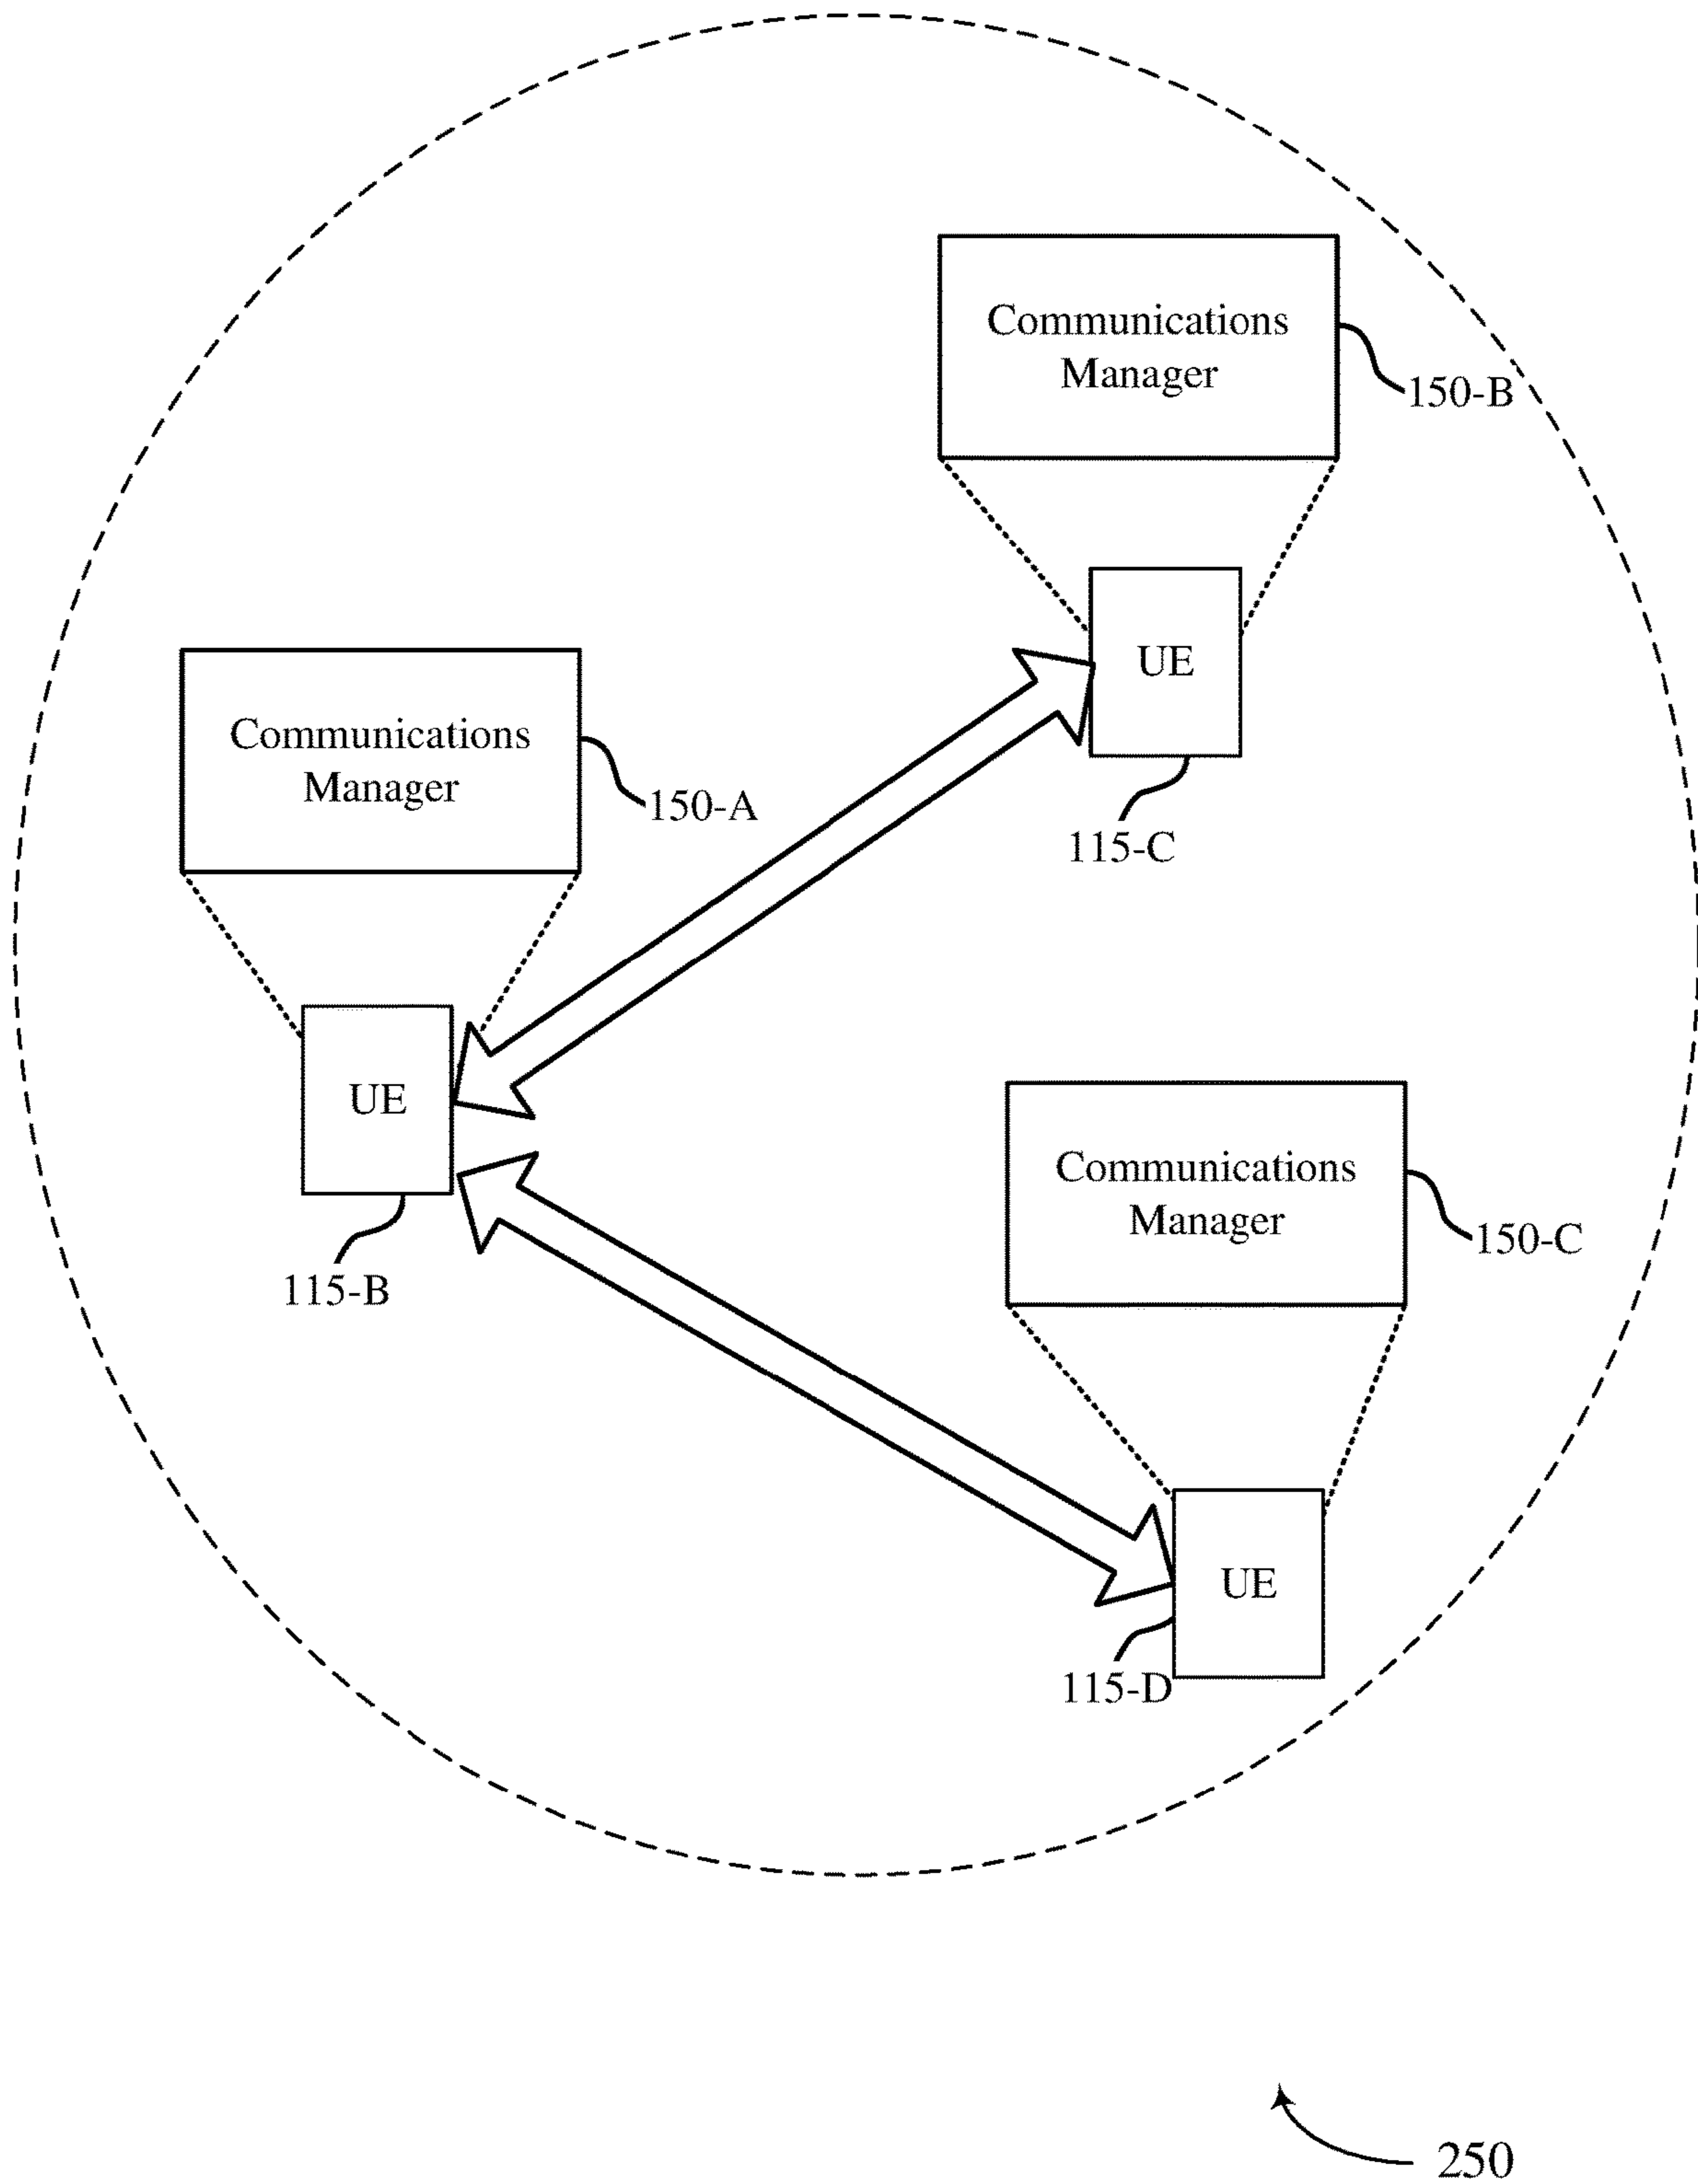 Communications
Manager
150-B
UE
115-C
Communications
Manager
150-A
UE
115-B
Communications
Manager
150-C
UE
115-D
250